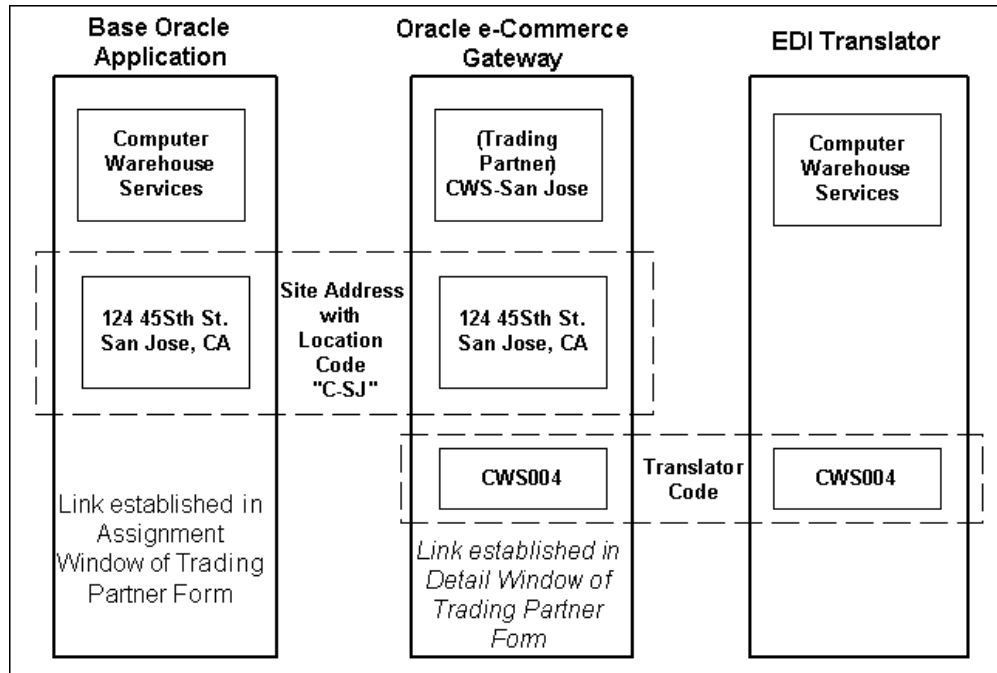 Base Oracle
Application
Oracle e-Commerce
Gateway
EDI Translator
Computer
Warehouse
Services
(Trading
Partner)
CWS-San Jose
Computer
Warehouse
Services
124 45Sth St.
San Jose, CA
Site Address
with
Location
Code
"C-SJ"
124 45Sth St.
San Jose, CA
CWS004
Translator
Code
CWS004
Link established in
Assignment
Window of Trading
Partner Form
Link established in
Detail Window of
Trading Partner
Form